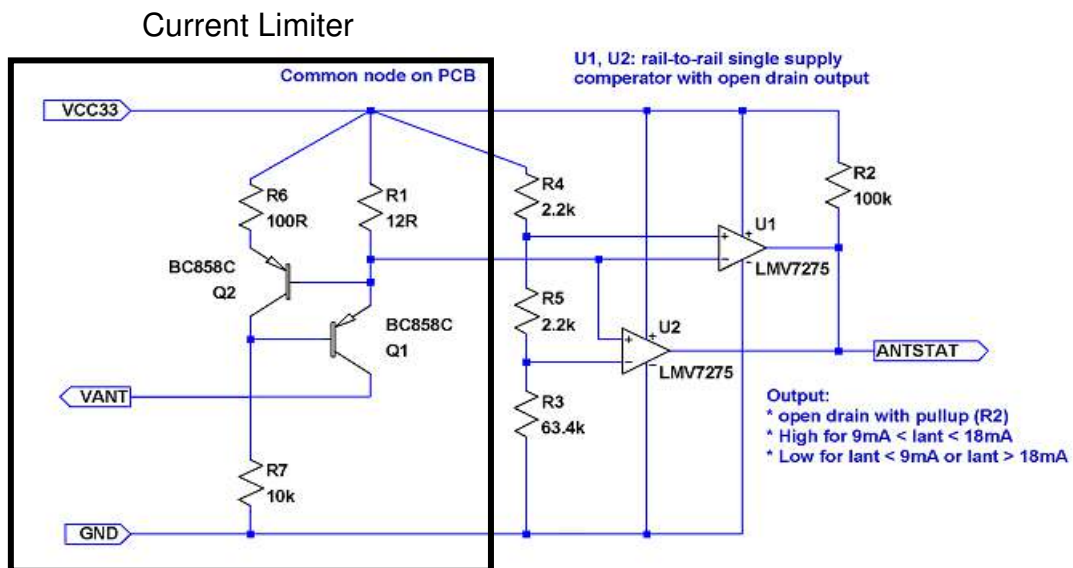 Current Limiter
Common node on PCB
U1, U2: rail-to-rail single supply
comperator with open drain output
VCC33
R6
100R
R1
12R
R4
2.2k
R2
100k
U1
LMV7275
BC858C
Q2
BC858C
Q1
R5
2.2k
U2
LMV7275
ANTSTAT
VANT
R3
63.4k
Output:
* open drain with pullup (R2)
* High for 9mA < Iant < 18mA
* Low for Iant < 9mA or Iant > 18mA
R7
10k
GND
+
-
+
-
+
-
+
-